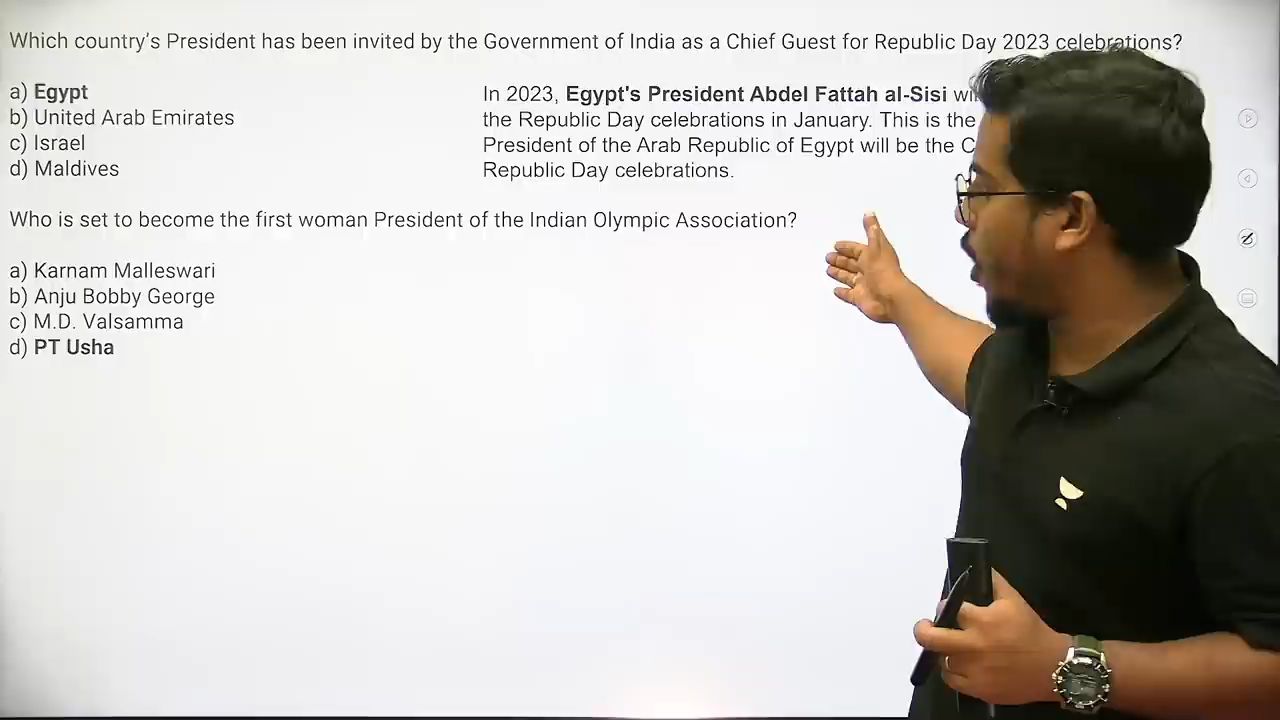 Which country's President has been invited by the Government of India as a Chief Guest for Republic Day 2023 celebrations?
a) Egypt
b) United Arab Emirates
c) Israel
d) Maldives
In 2023, Egypt's President Abdel Fattah al-Sisi
the Republic Day celebrations in January. This is the
President of the Arab Republic of Egypt will be the
Republic Day celebrations.
Who is set to become the first woman President of the Indian Olympic Association?
a) Karnam Malleswari
b) Anju Bobby George
c) M.D. Valsamma
d) PT Usha